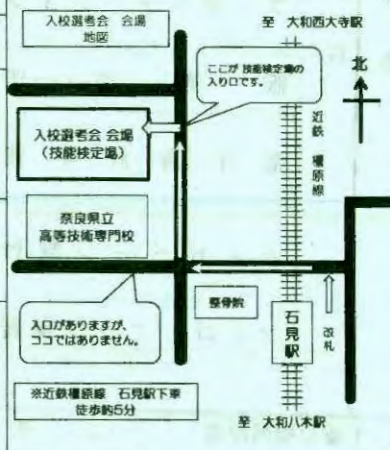 入校選考会 会場
地図
至 大和西大寺駅
ここが 技能検定場の
入り口です。
北
近鉄 橿原線
入校選考会 会場
(技能検定場)
奈良県立
高等技術専門校
整骨院
石見駅
改札
入口がありますが、
ココではありません。
※近鉄橿原線 石見駅下車
徒歩約5分
至 大和八木駅